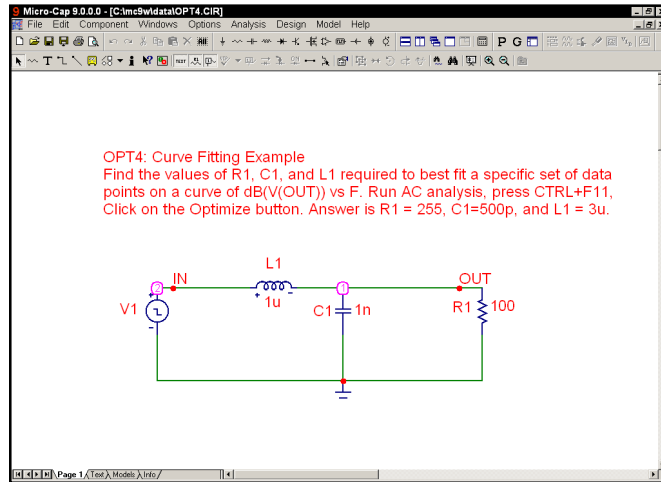 Micro-Cap 9.0.0.0 - [C:\mc9w\data\OPT4.CIR]
File Edit Component Windows Options Analysis Design Model Help
P G
T TEXT
OPT4: Curve Fitting Example
Find the values of R1, C1, and L1 required to best fit a specific set of data
points on a curve of dB(V(OUT)) vs F. Run AC analysis, press CTRL+F11,
Click on the Optimize button. Answer is R1 = 255, C1=500p, and L1 = 3u.
L1
2 IN 1 OUT
+ - 1u
V1 + - C1 1n R1 100
Page 1 Text Models Info